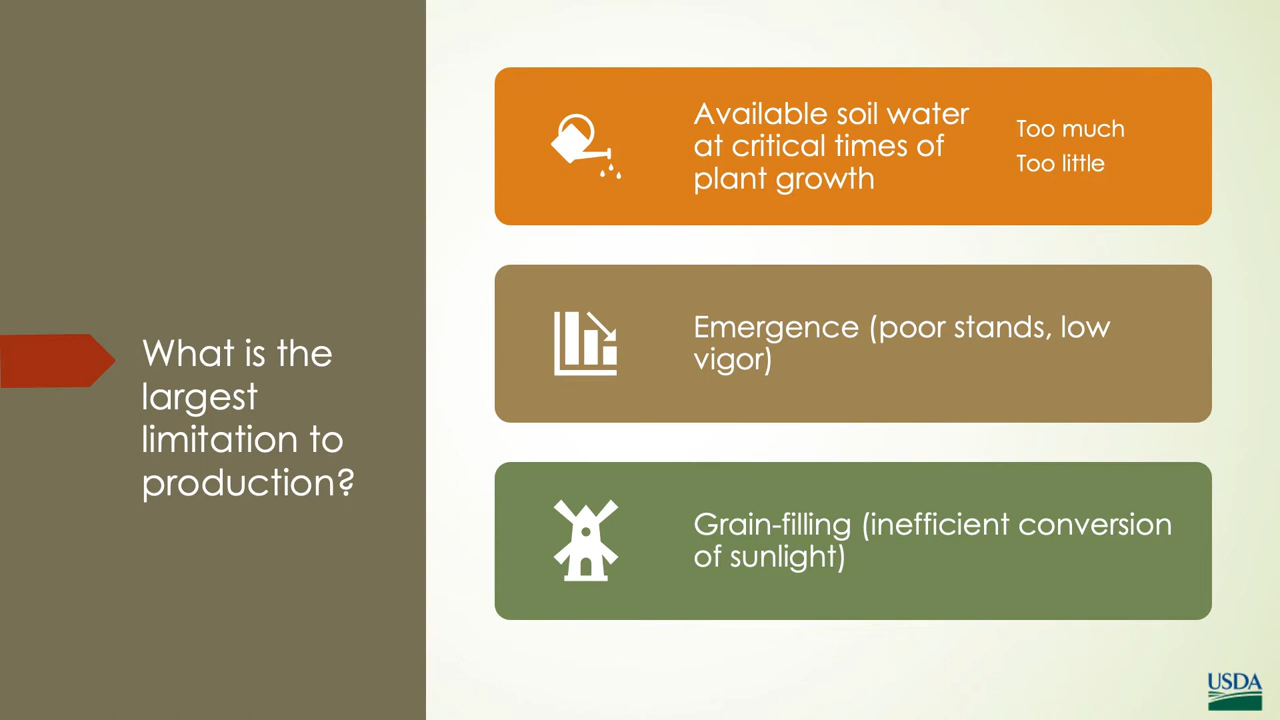 What is the
largest
limitation to
production?
Available soil water
at critical times of
plant growth
Too much
Too little
Emergence (poor stands, low
vigor)
Grain-filling (inefficient conversion
of sunlight)
USDA